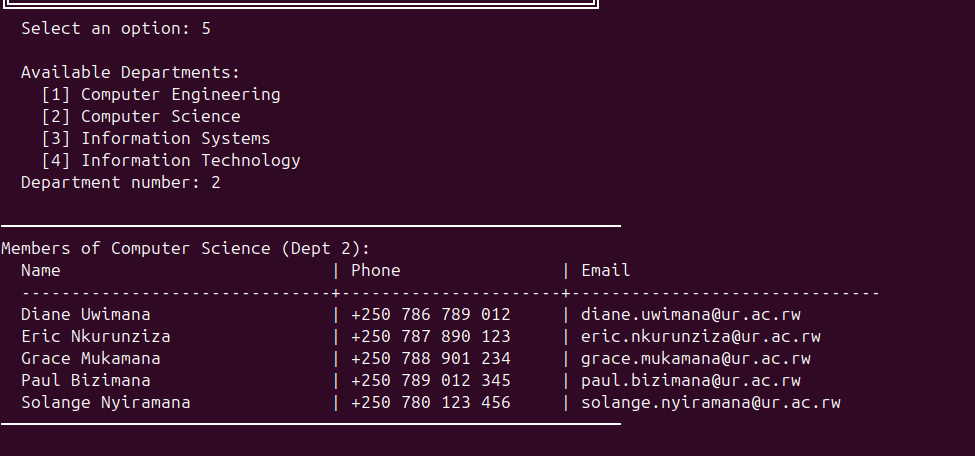 Select an option: 5
Available Departments:
[1] Computer Engineering
[2] Computer Science
[3] Information Systems
[4] Information Technology
Department number: 2
Members of Computer Science (Dept 2):
Name | Phone | Email
-------------------------------+----------------------+-------------------------------
Diane Uwimana | +250 786 789 012 | diane.uwimana@ur.ac.rw
Eric Nkurunziza | +250 787 890 123 | eric.nkurunziza@ur.ac.rw
Grace Mukamana | +250 788 901 234 | grace.mukamana@ur.ac.rw
Paul Bizimana | +250 789 012 345 | paul.bizimana@ur.ac.rw
Solange Nyiramana | +250 780 123 456 | solange.nyiramana@ur.ac.rw